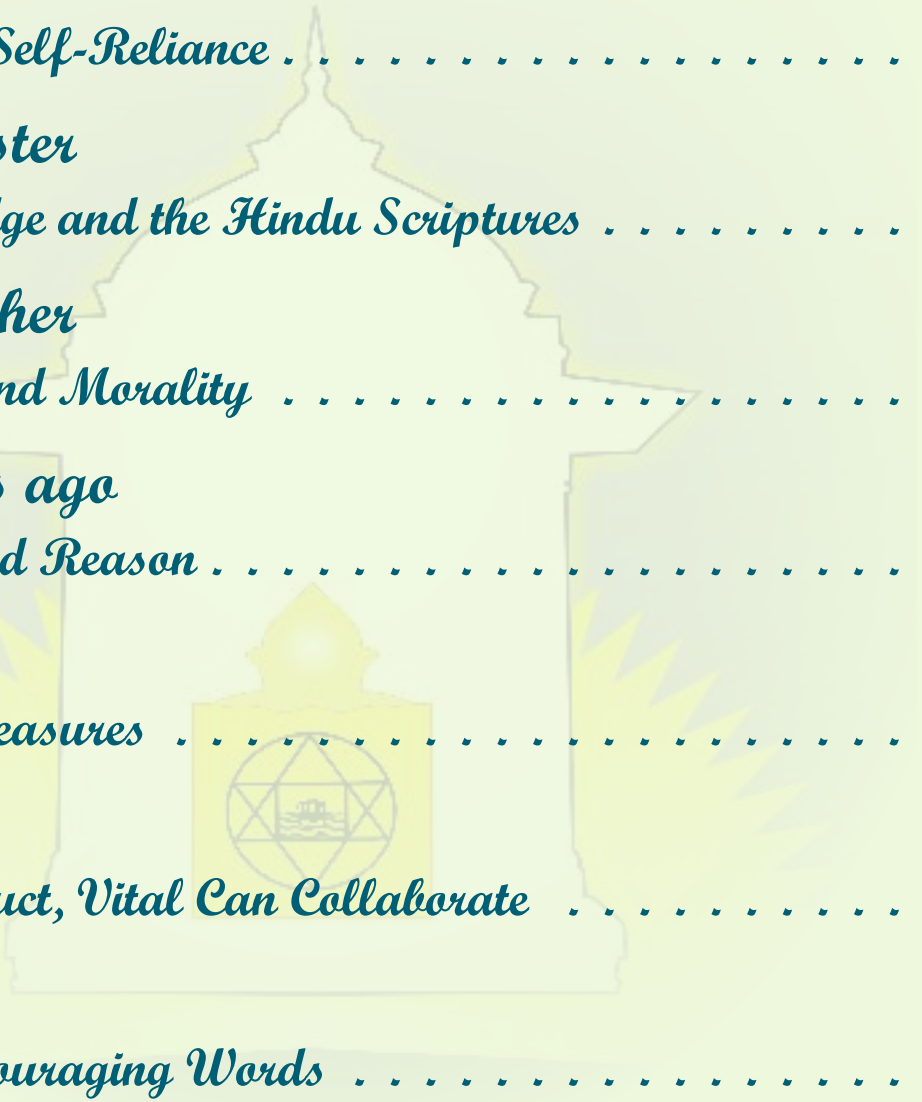 Self-Reliance . . . . . . . . . . . . . . . . . .
ster
dge and the Hindu Scriptures . . . . . . . . .
her
nd Morality . . . . . . . . . . . . . . . . . .
s ago
d Reason . . . . . . . . . . . . . . . . . . . .
easures . . . . . . . . . . . . . . . . . . . . .
uct, Vital Can Collaborate . . . . . . . . . .
ouraging Words . . . . . . . . . . . . . . . .